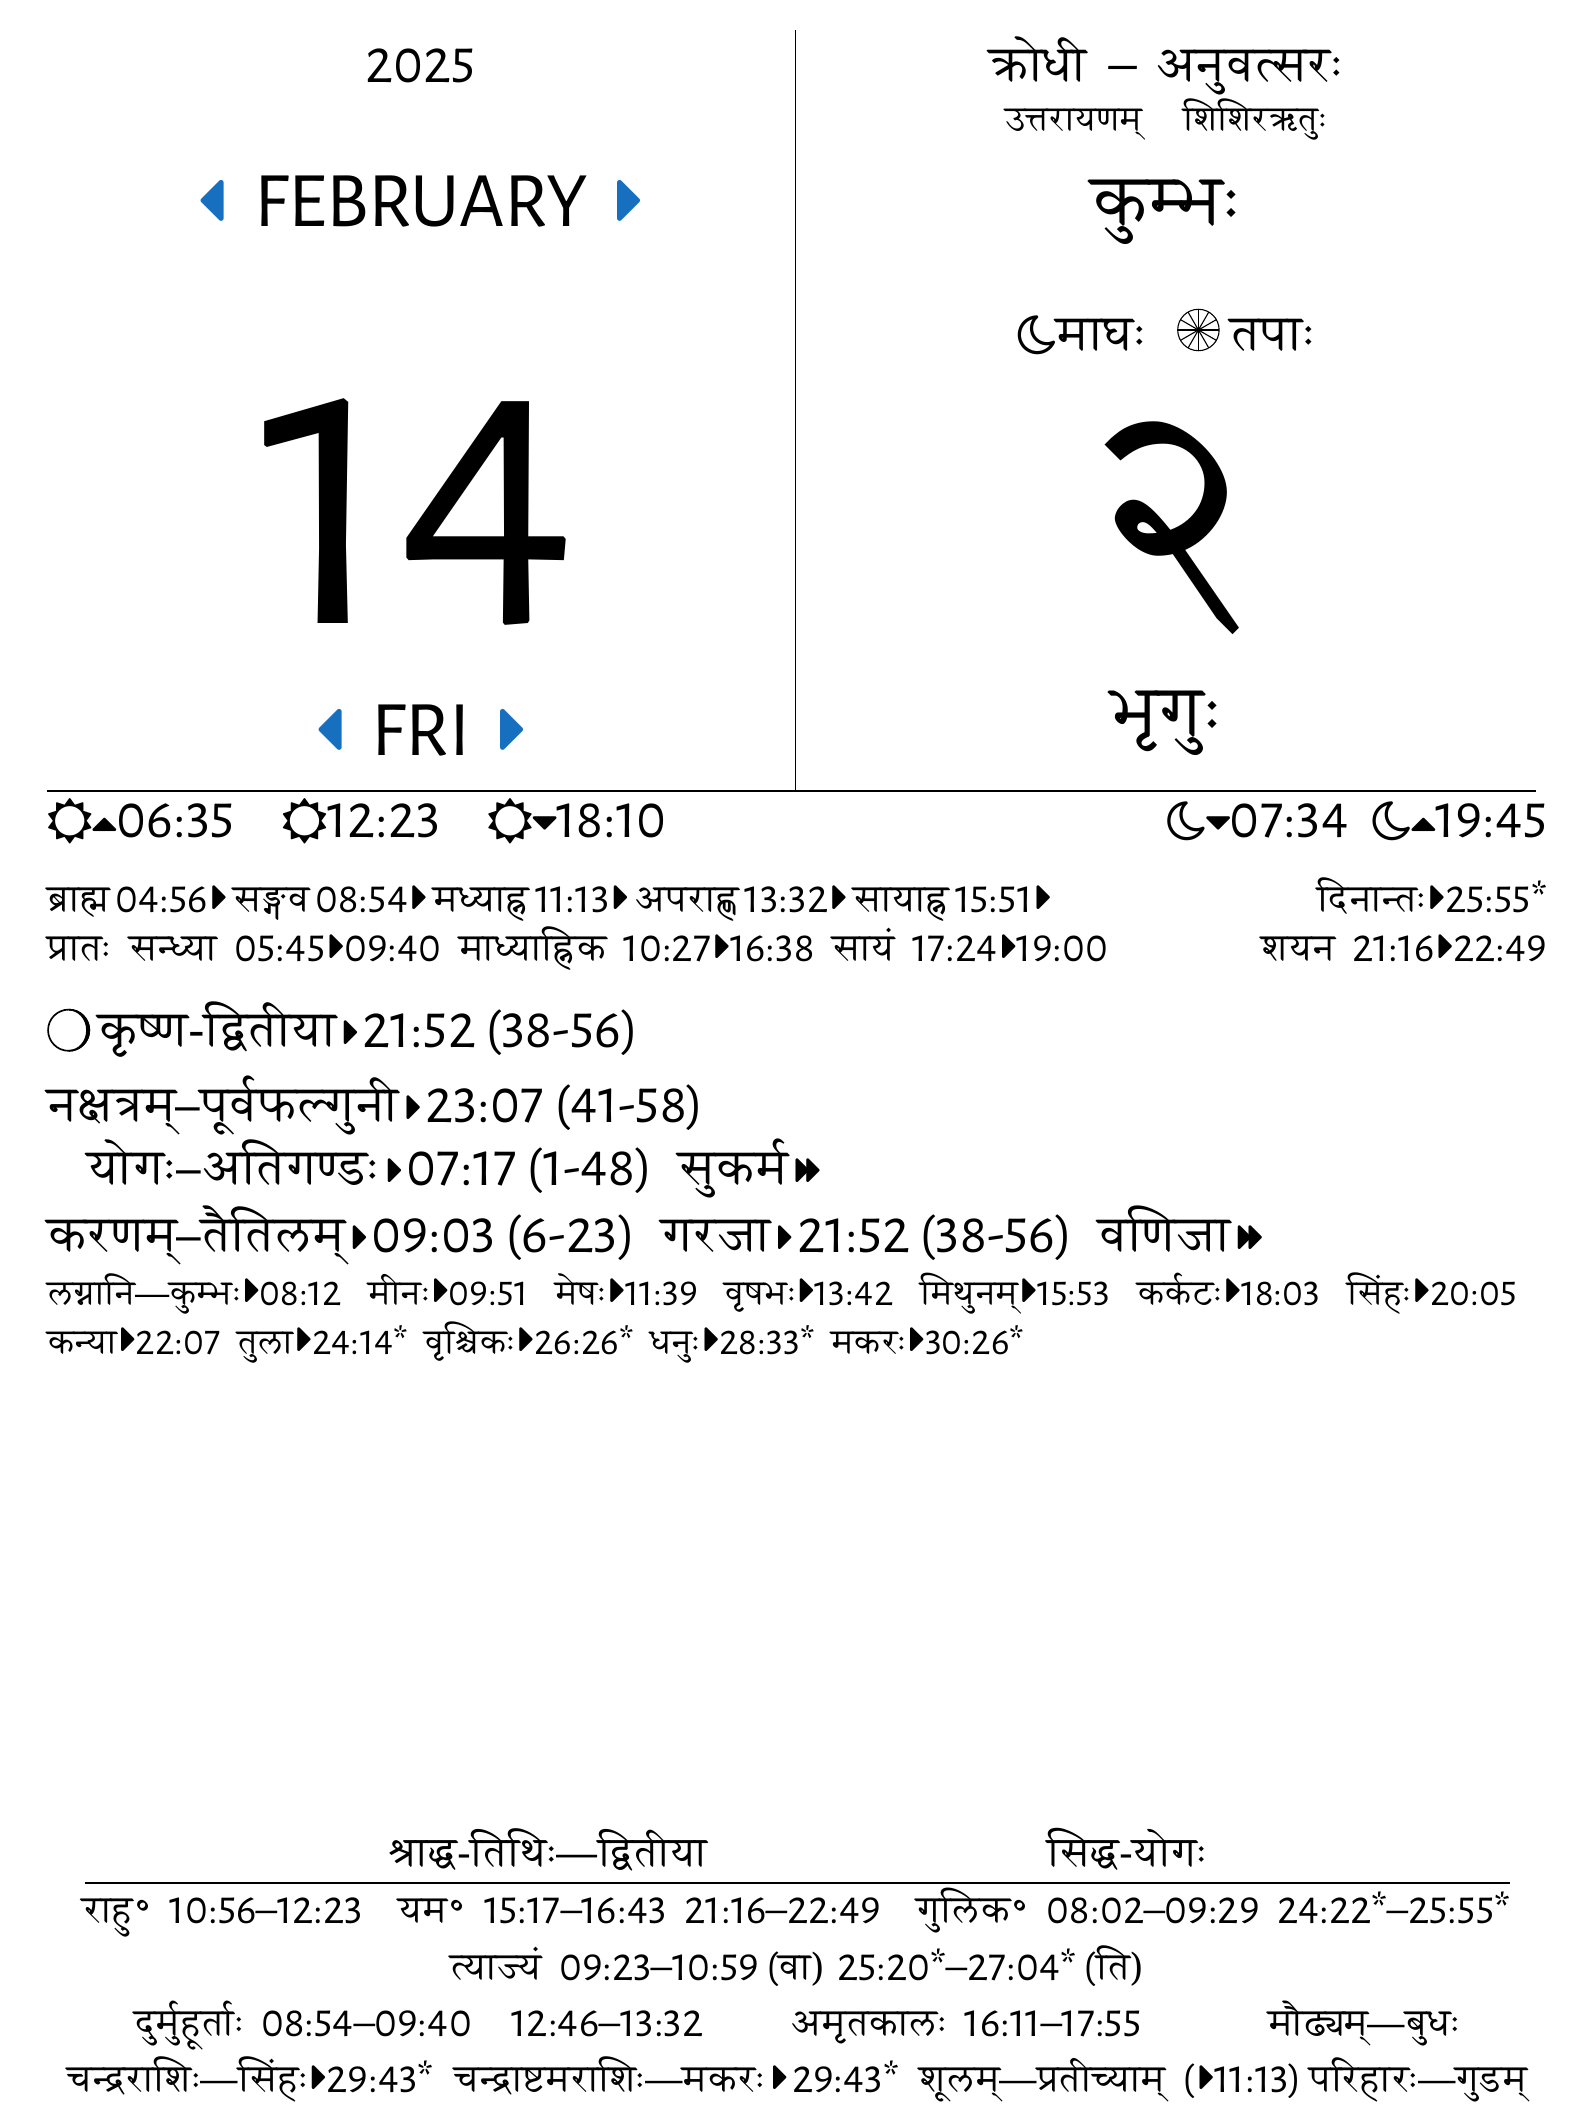 2025
FEBRUARY
14
FRI
क्रोधी – अनुवत्सरः
उत्तरायणम् शिशिरऋतुः
कुम्भः
माघः तपाः
२
भृगुः
06:35 12:23 18:10 07:34 19:45
ब्राह्म 04:56 सङ्गव 08:54 मध्याह्न 11:13 अपराह्ण 13:32 सायाह्न 15:51 दिनान्तः 25:55*
प्रातः सन्ध्या 05:45 09:40 माध्याह्निक 10:27 16:38 सायं 17:24 19:00 शयन 21:16 22:49
कृष्ण-द्वितीया 21:52 (38-56)
नक्षत्रम्–पूर्वफल्गुनी 23:07 (41-58)
योगः–अतिगण्डः 07:17 (1-48) सुकर्म
करणम्–तैतिलम् 09:03 (6-23) गरजा 21:52 (38-56) वणिजा
लग्नानि—कुम्भः 08:12 मीनः 09:51 मेषः 11:39 वृषभः 13:42 मिथुनम् 15:53 कर्कटः 18:03 सिंहः 20:05
कन्या 22:07 तुला 24:14* वृश्चिकः 26:26* धनुः 28:33* मकरः 30:26*
श्राद्ध-तिथिः—द्वितीया सिद्ध-योगः
राहु° 10:56–12:23 यम° 15:17–16:43 21:16–22:49 गुलिक° 08:02–09:29 24:22*–25:55*
त्याज्यं 09:23–10:59 (वा) 25:20*–27:04* (ति)
दुर्मुहूर्ताः 08:54–09:40 12:46–13:32 अमृतकालः 16:11–17:55 मौढ्यम्—बुधः
चन्द्रराशिः—सिंहः 29:43* चन्द्राष्टमराशिः—मकरः 29:43* शूलम्—प्रतीच्याम् (11:13) परिहारः—गुडम्